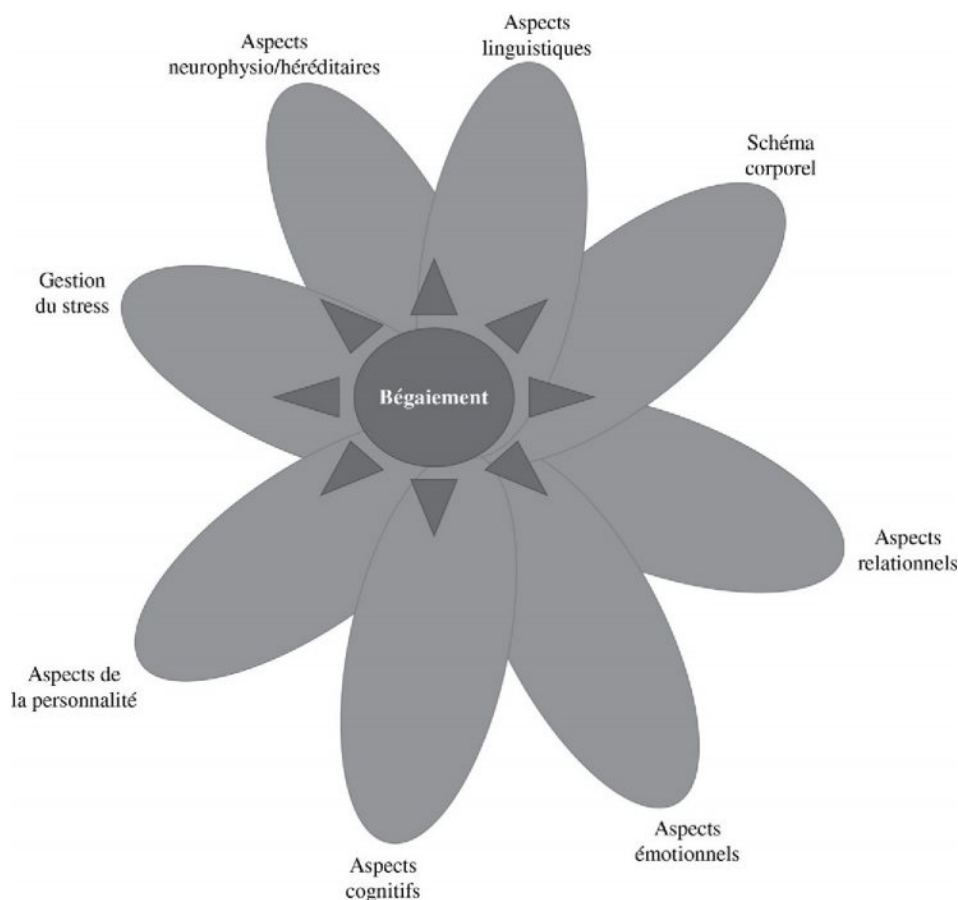 Aspects
linguistiques
Aspects
neurophysio/héréditaires
Schéma
corporel
Gestion
du stress
Bégaiement
Aspects
relationnels
Aspects de
la personnalité
Aspects
émotionnels
Aspects
cognitifs